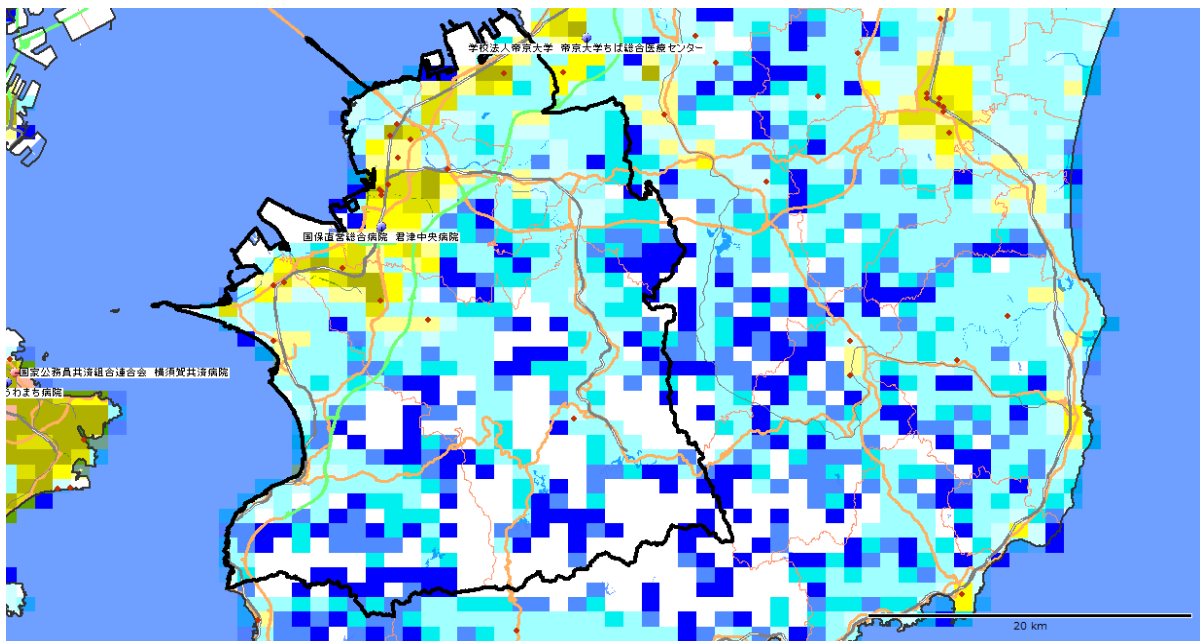 学校法人帝京大学 帝京大学ちば総合医療センター
国保直営総合病院 君津中央病院
国家公務員共済組合連合会 横須賀共済病院
うわまち病院
20 km